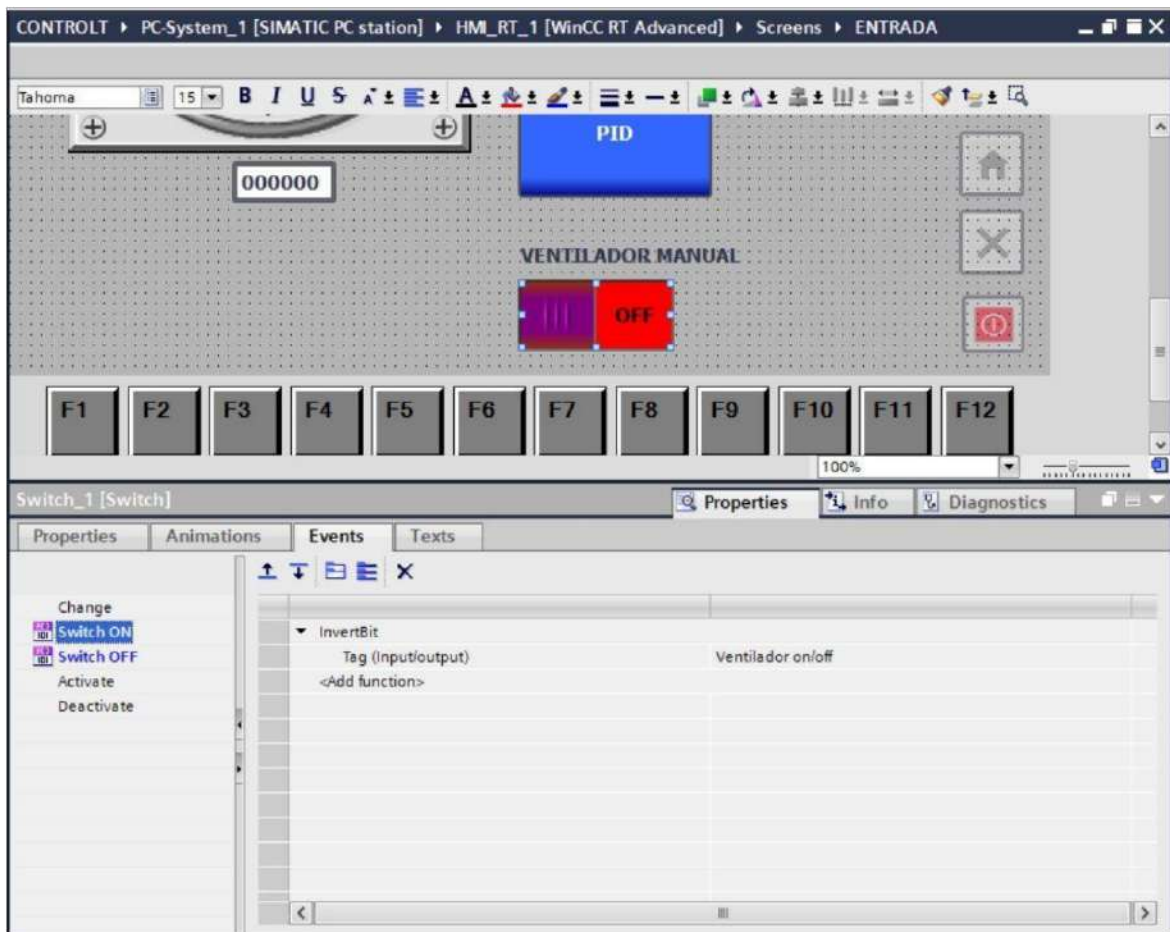 CONTROLT ▸ PC-System_1 [SIMATIC PC station] ▸ HMI_RT_1 [WinCC RT Advanced] ▸ Screens ▸ ENTRADA
Tahoma 15 B I U S A A
PID
000000
VENTILADOR MANUAL
OFF
F1 F2 F3 F4 F5 F6 F7 F8 F9 F10 F11 F12
100%
Switch_1 [Switch] Properties Info Diagnostics
Properties Animations Events Texts
Change
Switch ON InvertBit
Switch OFF Tag (Input/output) Ventilador on/off
Activate <Add function>
Deactivate